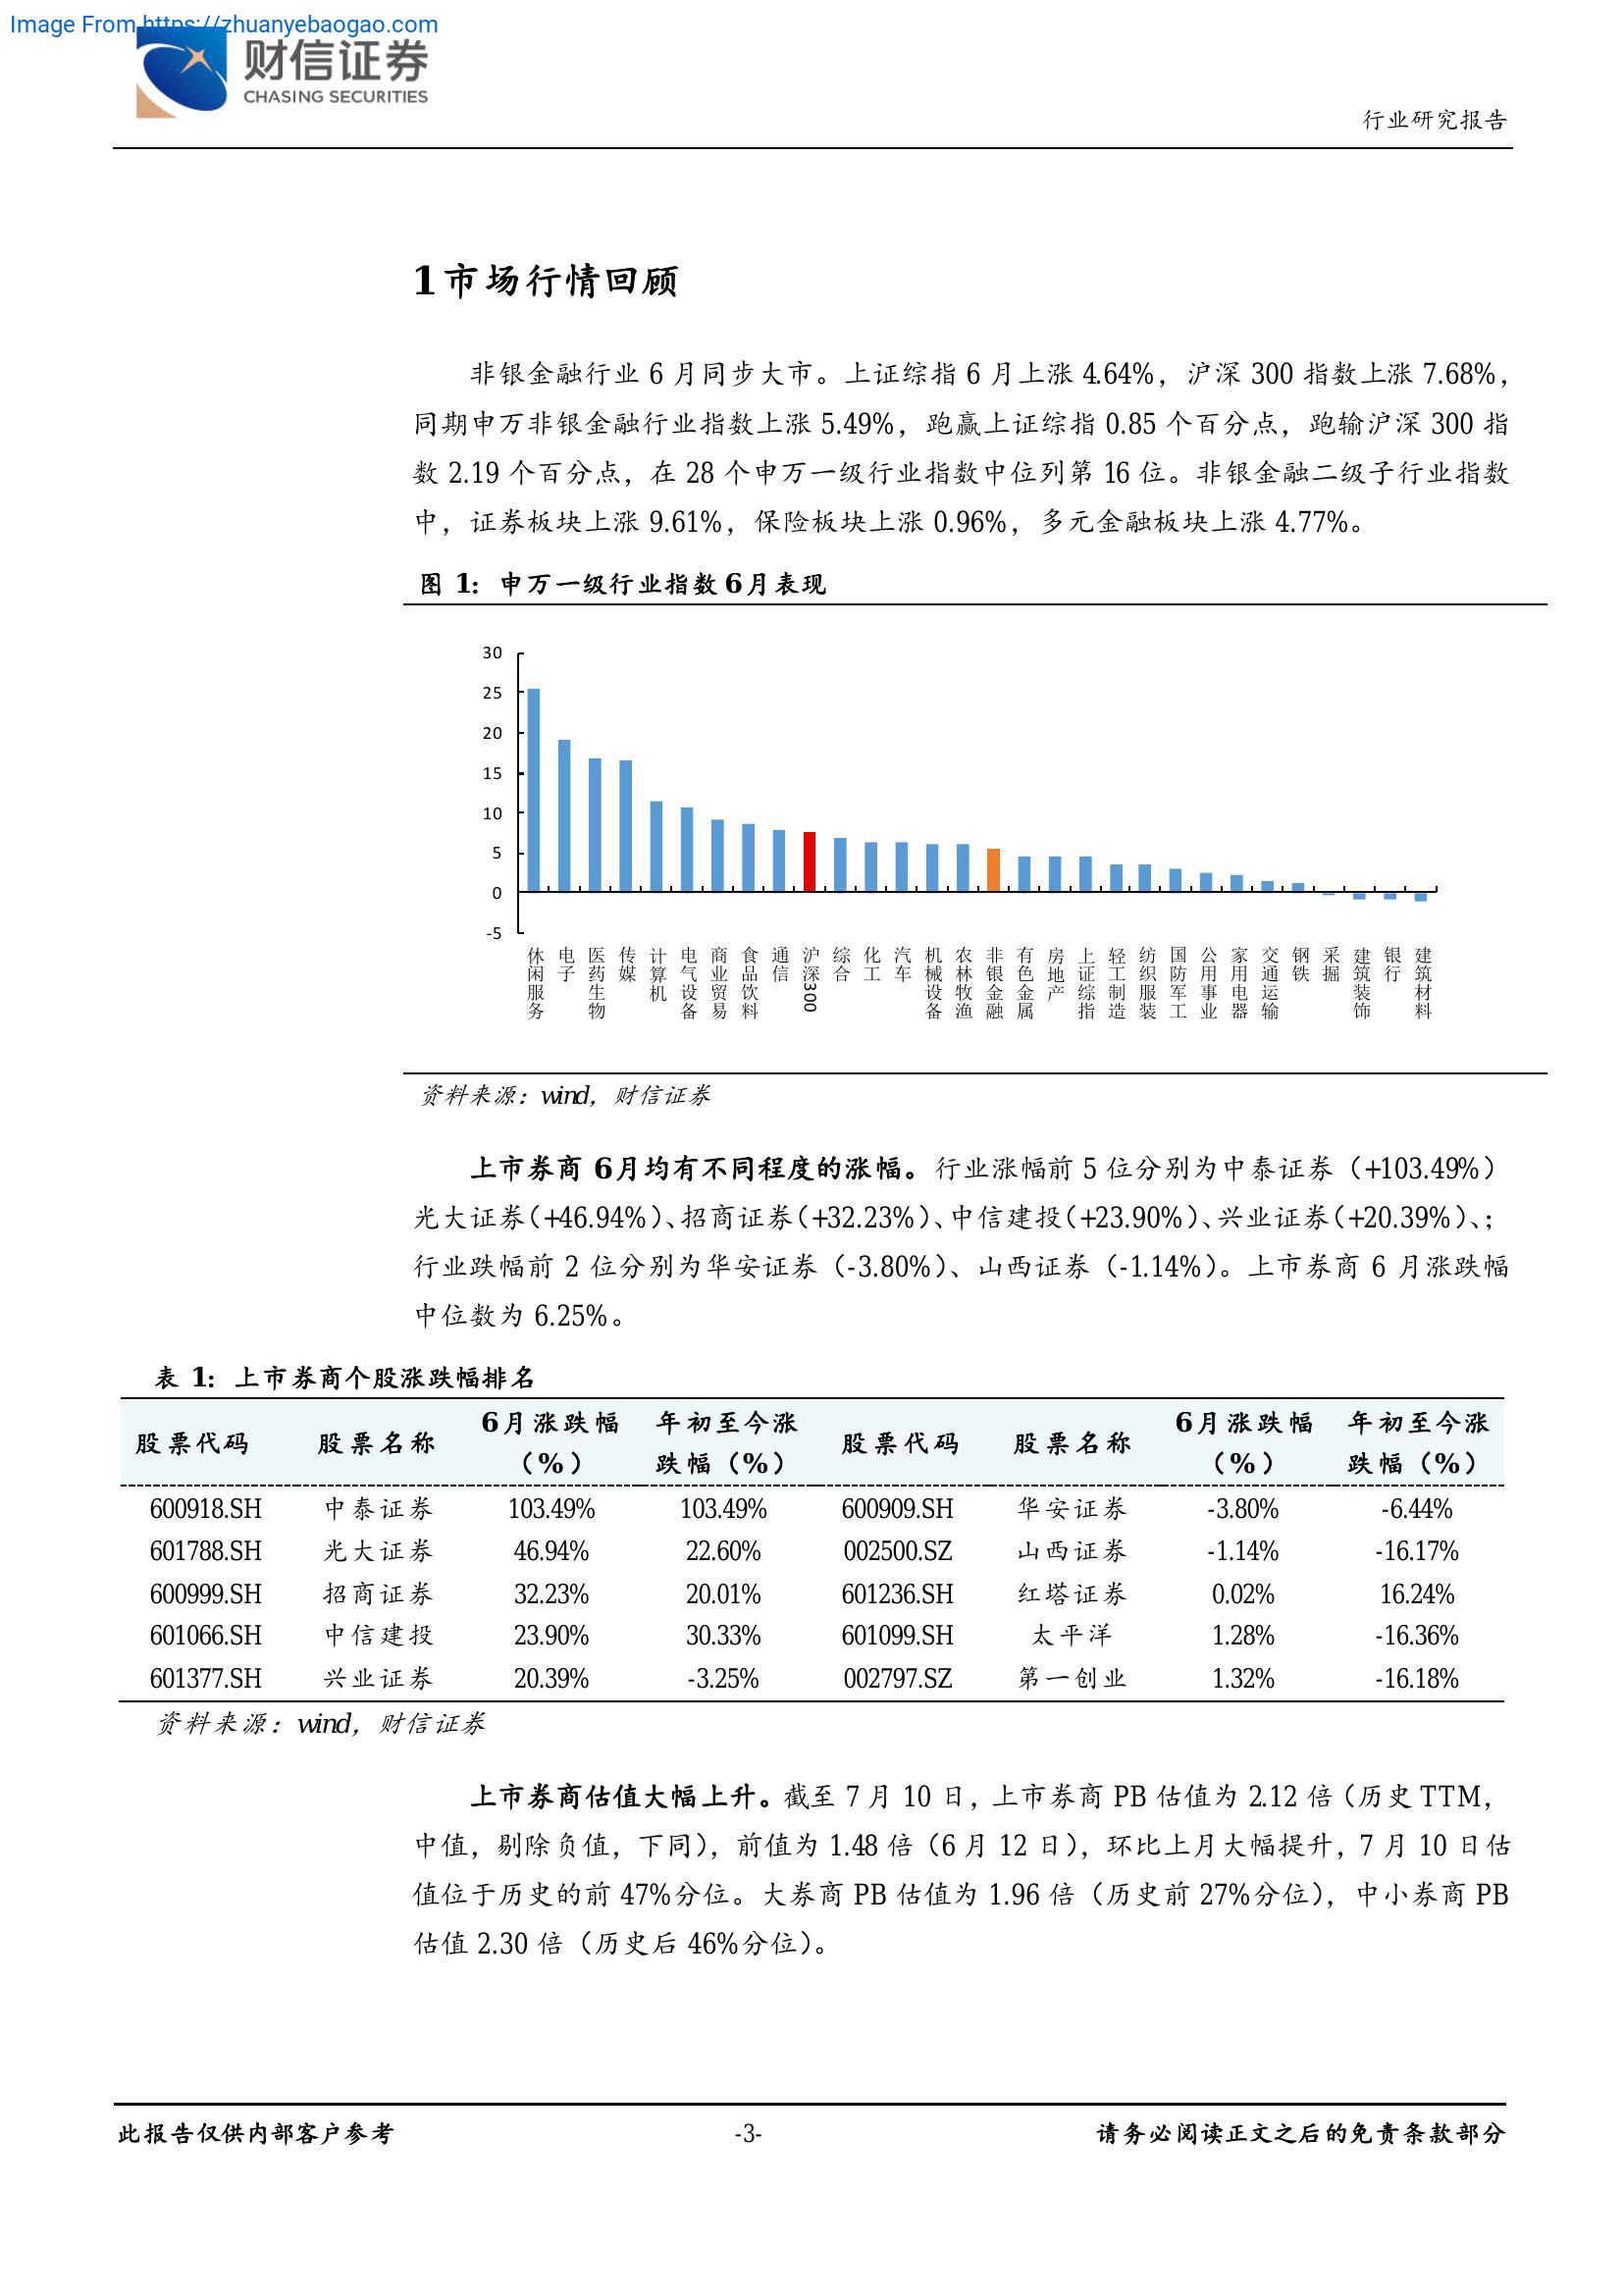 Image From https://zhuanyebaogao.com
财信证券
CHASING SECURITIES
行业研究报告
1市场行情回顾
非银金融行业 6 月同步大市。上证综指 6 月上涨 4.64%，沪深 300 指数上涨 7.68%，
同期申万非银金融行业指数上涨 5.49%，跑赢上证综指 0.85 个百分点，跑输沪深 300 指
数 2.19 个百分点，在 28 个申万一级行业指数中位列第 16 位。非银金融二级子行业指数
中，证券板块上涨 9.61%，保险板块上涨 0.96%，多元金融板块上涨 4.77%。
图 1：申万一级行业指数 6 月表现
30
25
20
15
10
5
0
-5
休闲服务 电子 医药生物 传媒 计算机 电气设备 商业贸易 食品饮料 通信 沪深300 综合 化工 汽车 机械设备 农林牧渔 非银金融 有色金属 房地产 上证综指 轻工制造 纺织服装 国防军工 公用事业 家用电器 交通运输 钢铁 采掘 建筑装饰 银行 建筑材料
资料来源：wind，财信证券
上市券商 6月均有不同程度的涨幅。行业涨幅前 5 位分别为中泰证券（+103.49%）
光大证券（+46.94%）、招商证券（+32.23%）、中信建投（+23.90%）、兴业证券（+20.39%）、；
行业跌幅前 2 位分别为华安证券（-3.80%）、山西证券（-1.14%）。上市券商 6 月涨跌幅
中位数为 6.25%。
表 1：上市券商个股涨跌幅排名
股票代码 股票名称 6月涨跌幅（%） 年初至今涨跌幅（%） 股票代码 股票名称 6月涨跌幅（%） 年初至今涨跌幅（%）
600918.SH 中泰证券 103.49% 103.49% 600909.SH 华安证券 -3.80% -6.44%
601788.SH 光大证券 46.94% 22.60% 002500.SZ 山西证券 -1.14% -16.17%
600999.SH 招商证券 32.23% 20.01% 601236.SH 红塔证券 0.02% 16.24%
601066.SH 中信建投 23.90% 30.33% 601099.SH 太平洋 1.28% -16.36%
601377.SH 兴业证券 20.39% -3.25% 002797.SZ 第一创业 1.32% -16.18%
资料来源：wind，财信证券
上市券商估值大幅上升。截至 7 月 10 日，上市券商 PB 估值为 2.12 倍（历史 TTM，
中值，剔除负值，下同），前值为 1.48 倍（6 月 12 日），环比上月大幅提升，7 月 10 日估
值位于历史的前 47%分位。大券商 PB 估值为 1.96 倍（历史前 27%分位），中小券商 PB
估值 2.30 倍（历史后 46%分位）。
此报告仅供内部客户参考
-3-
请务必阅读正文之后的免责条款部分